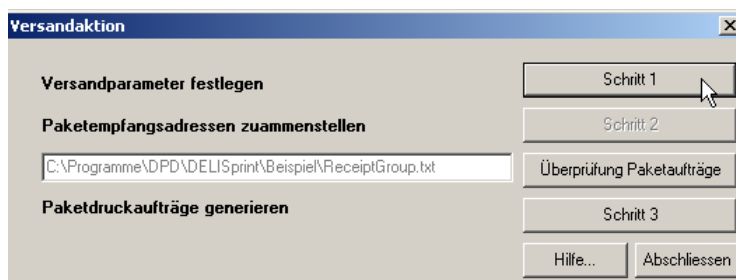 Versandaktion
Versandparameter festlegen
Schritt 1
Paketempfangsadressen zuammenstellen
Schritt 2
C:\Programme\DPD\DELISprint\Beispiel\ReceiptGroup.txt
Überprüfung Paketaufträge
Paketdruckaufträge generieren
Schritt 3
Hilfe...
Abschliessen